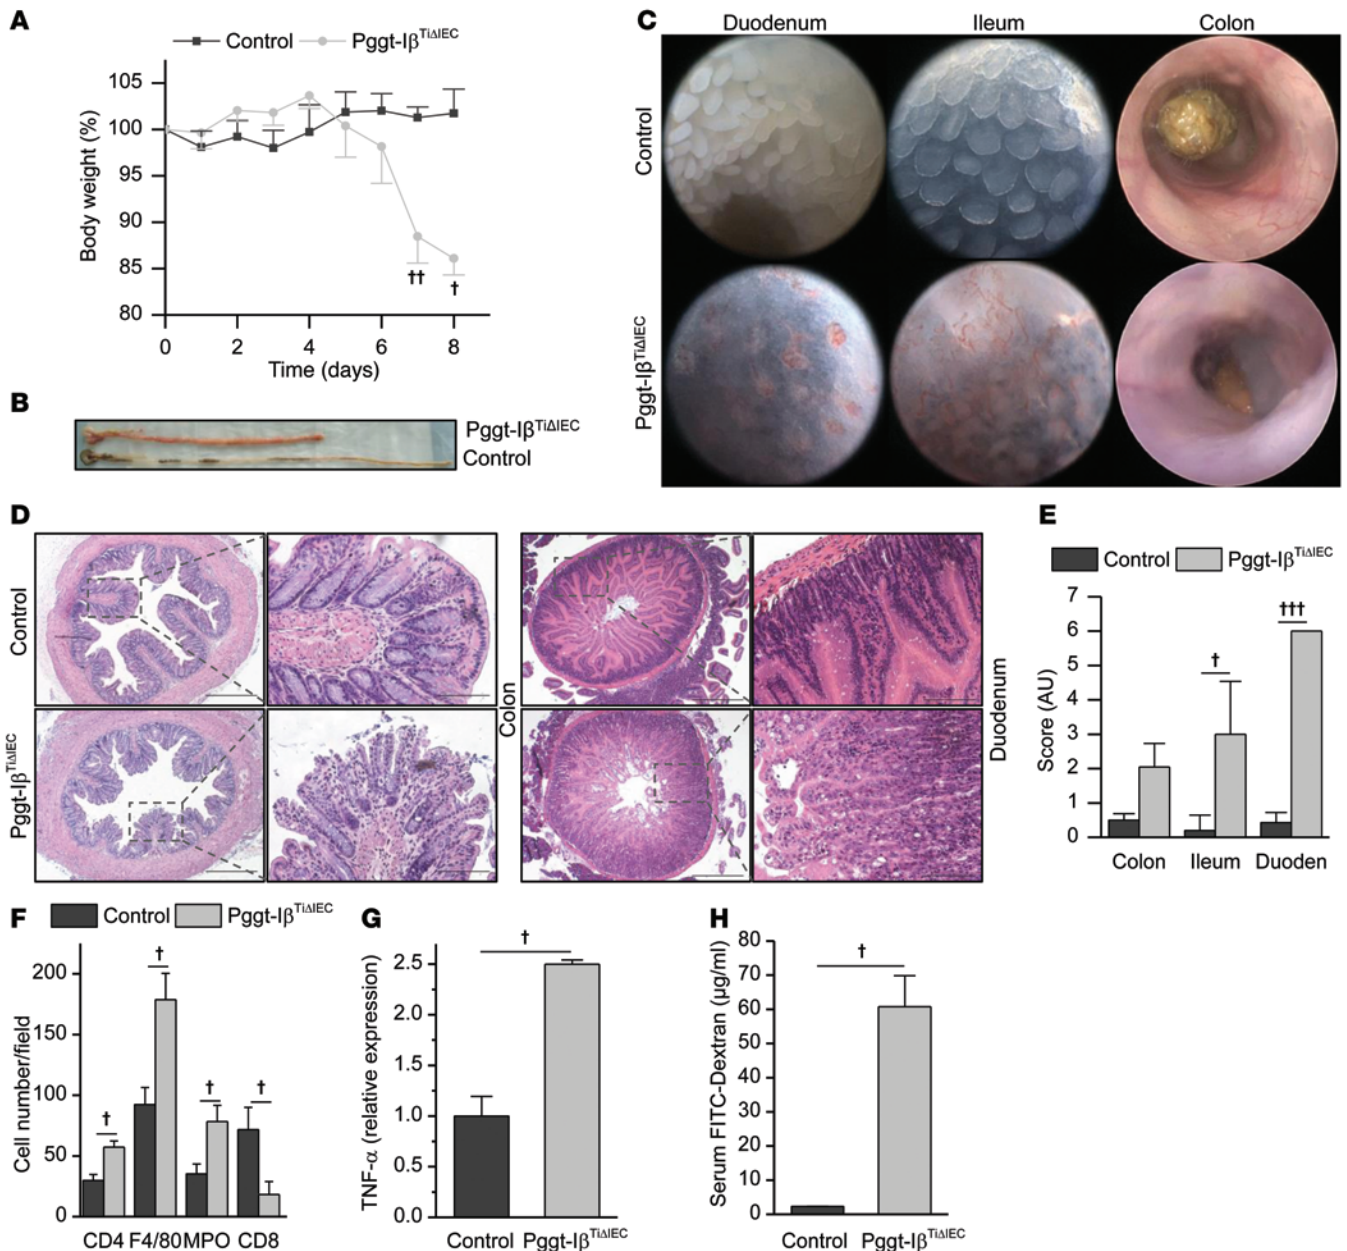 A
Control
Pggt-Iβ^TiΔIEC
105
100
95
90
85
80
Body weight (%)
††
†
0 2 4 6 8
Time (days)
B
Pggt-Iβ^TiΔIEC
Control
C
Duodenum Ileum Colon
Control
Pggt-Iβ^TiΔIEC
D
Control
Pggt-Iβ^TiΔIEC
Colon
Duodenum
E
Control Pggt-Iβ^TiΔIEC
7
6
5
4
3
2
1
0
Score (AU)
†
†††
Colon Ileum Duoden
F
Control Pggt-Iβ^TiΔIEC
200
150
100
50
0
Cell number/field
†
†
†
†
CD4 F4/80 MPO CD8
G
2.5
2.0
1.5
1.0
0.5
0.0
TNF-α (relative expression)
†
Control Pggt-Iβ^TiΔIEC
H
80
70
60
50
40
30
20
10
0
Serum FITC-Dextran (µg/ml)
†
Control Pggt-Iβ^TiΔIEC